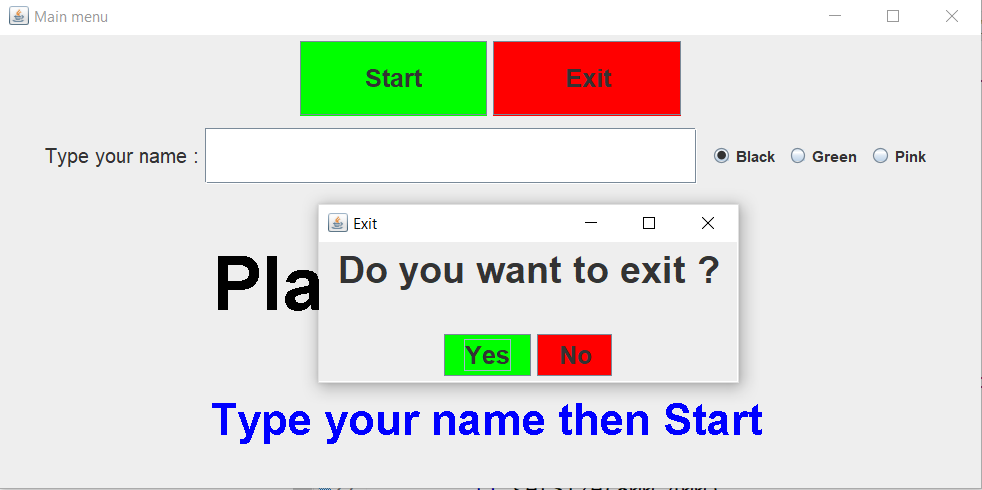 Main menu
Start Exit
Type your name :
Black Green Pink
Exit
Do you want to exit ?
Pla
Yes No
Type your name then Start